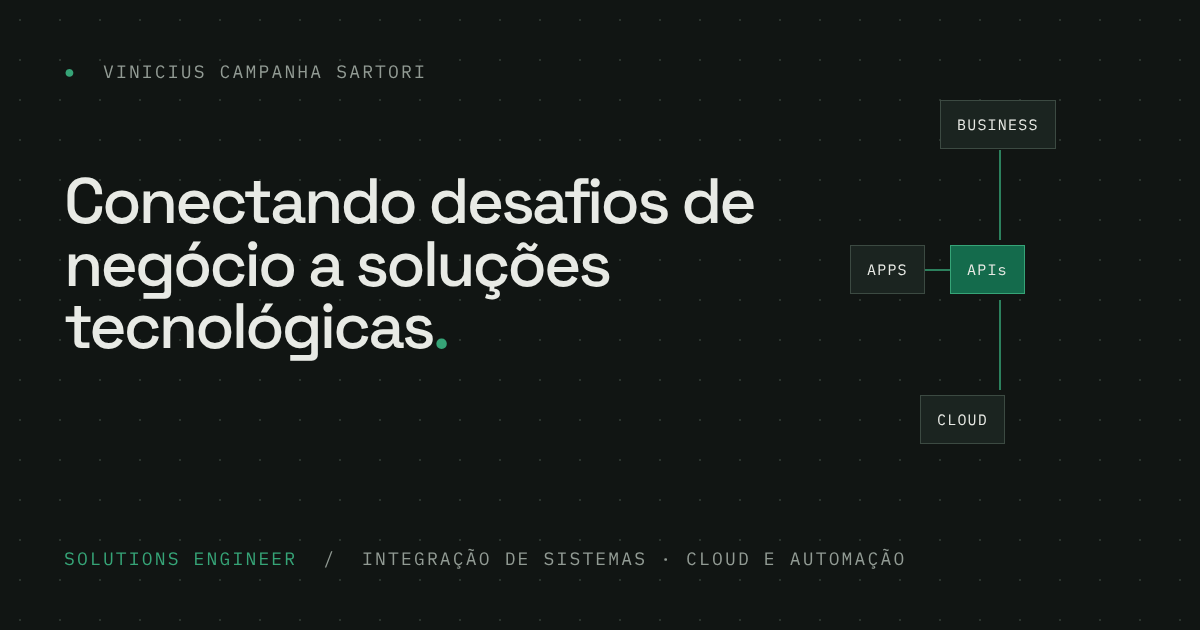 VINICIUS CAMPANHA SARTORI
Conectando desafios de
negócio a soluções
tecnológicas.
BUSINESS
APPS
APIs
CLOUD
SOLUTIONS ENGINEER / INTEGRAÇÃO DE SISTEMAS · CLOUD E AUTOMAÇÃO